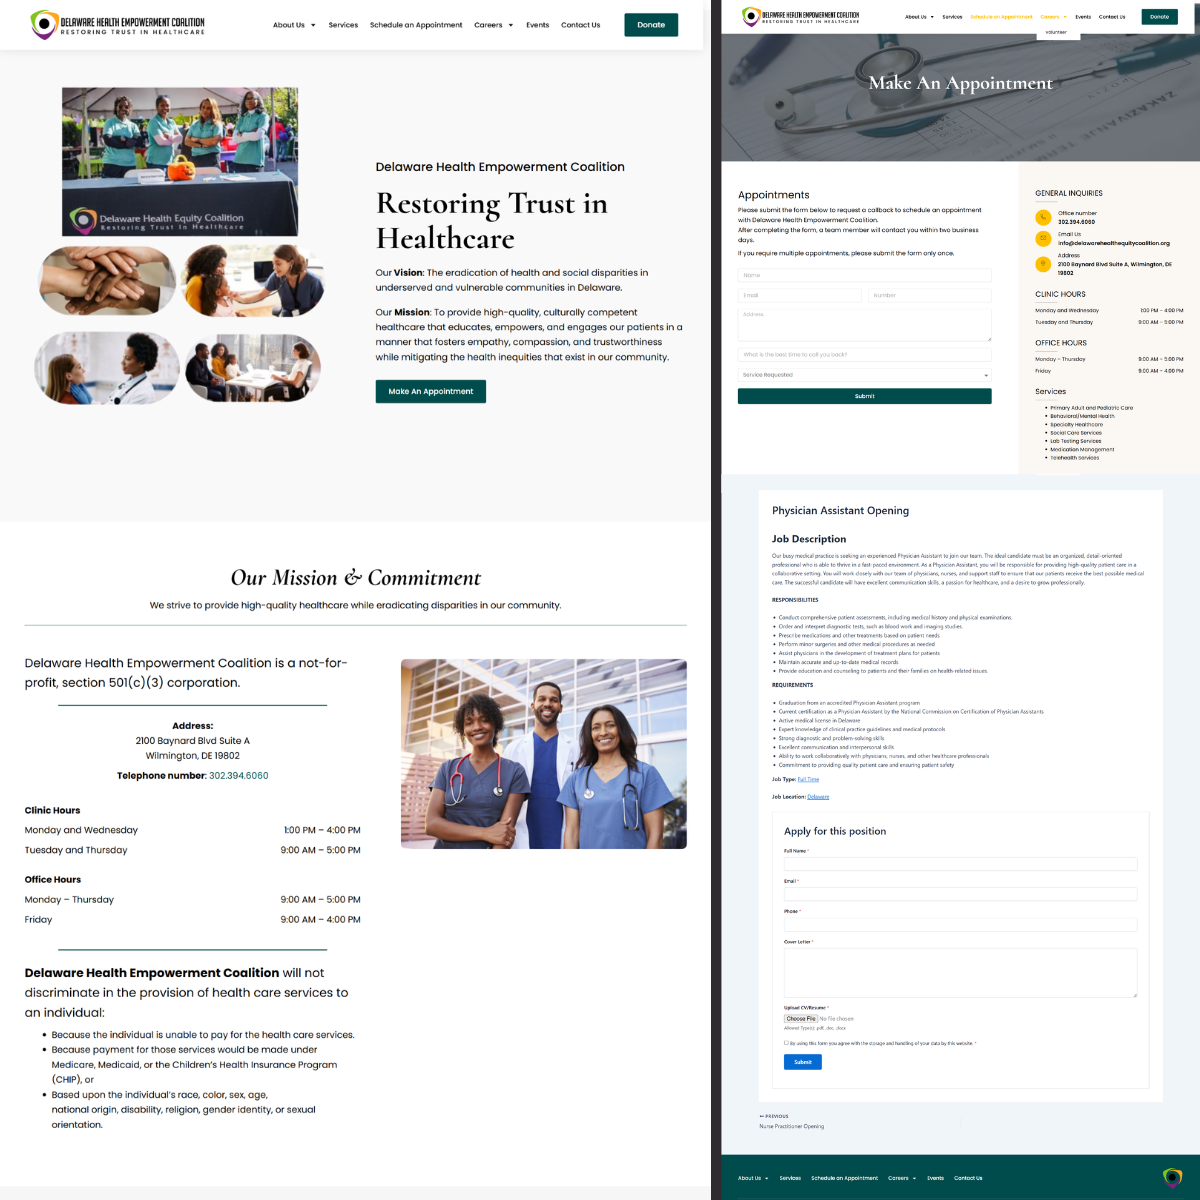 DELAWARE HEALTH EMPOWERMENT COALITION
RESTORING TRUST IN HEALTHCARE
About Us
Services
Schedule an Appointment
Careers
Events
Contact Us
Donate
Delaware Health Equity Coalition
Restoring Trust in Healthcare
Delaware Health Empowerment Coalition
Restoring Trust in
Healthcare
Our Vision: The eradication of health and social disparities in
underserved and vulnerable communities in Delaware.
Our Mission: To provide high-quality, culturally competent
healthcare that educates, empowers, and engages our patients in a
manner that fosters empathy, compassion, and trustworthiness
while mitigating the health inequities that exist in our community.
Make An Appointment
Our Mission & Commitment
We strive to provide high-quality healthcare while eradicating disparities in our community.
Delaware Health Empowerment Coalition is a not-for-
profit, section 501(c)(3) corporation.
Address:
2100 Baynard Blvd Suite A
Wilmington, DE 19802
Telephone number: 302.394.6060
Clinic Hours
Monday and Wednesday 1:00 PM – 4:00 PM
Tuesday and Thursday 9:00 AM – 5:00 PM
Office Hours
Monday – Thursday 9:00 AM – 5:00 PM
Friday 9:00 AM – 4:00 PM
Delaware Health Empowerment Coalition will not
discriminate in the provision of health care services to
an individual:
Because the individual is unable to pay for the health care services.
Because payment for those services would be made under
Medicare, Medicaid, or the Children's Health Insurance Program
(CHIP), or
Based upon the individual's race, color, sex, age,
national origin, disability, religion, gender identity, or sexual
orientation.
DELAWARE HEALTH EMPOWERMENT COALITION
RESTORING TRUST IN HEALTHCARE
About Us
Services
Schedule an Appointment
Careers
Events
Contact Us
Donate
Volunteer
Make An Appointment
Appointments
Please submit the form below to request a callback to schedule an appointment
with Delaware Health Empowerment Coalition.
After completing the form, a team member will contact you within two business
days.
If you require multiple appointments, please submit the form only once.
Name
Email
Number
Address
What is the best time to call you back?
Service Requested
Submit
GENERAL INQUIRIES
Office number
302.394.6060
Email Us
info@delawarehealthequitycoalition.org
Address
2100 Baynard Blvd Suite A, Wilmington, DE
19802
CLINIC HOURS
Monday and Wednesday 1:00 PM – 4:00 PM
Tuesday and Thursday 9:00 AM – 5:00 PM
OFFICE HOURS
Monday – Thursday 9:00 AM – 5:00 PM
Friday 9:00 AM – 4:00 PM
Services
Primary Adult and Pediatric Care
Behavioral/Mental Health
Specialty Healthcare
Social Care Services
Lab Testing Services
Medication Management
Telehealth Services
Physician Assistant Opening
Job Description
Our busy medical practice is seeking an experienced Physician Assistant to join our team. The ideal candidate must be an organized, detail-oriented
professional who is able to thrive in a fast-paced environment. As a Physician Assistant, you will be responsible for providing high-quality patient care in a
collaborative setting. You will work closely with our team of physicians, nurses, and support staff to ensure that our patients receive the best possible medical
care. The successful candidate will have excellent communication skills, a passion for healthcare, and a desire to grow professionally.
RESPONSIBILITIES
Conduct comprehensive patient assessments, including medical history and physical examinations.
Order and interpret diagnostic tests, such as blood work and imaging studies.
Prescribe medications and other treatments based on patient needs
Perform minor surgeries and other medical procedures as needed
Assist physicians in the development of treatment plans for patients
Maintain accurate and up-to-date medical records
Provide education and counseling to patients and their families on health-related issues.
REQUIREMENTS
Graduation from an accredited Physician Assistant program
Current certification as a Physician Assistant by the National Commission on Certification of Physician Assistants
Active medical license in Delaware
Expert knowledge of clinical practice guidelines and medical protocols
Strong diagnostic and problem-solving skills
Excellent communication and interpersonal skills
Ability to work collaboratively with physicians, nurses, and other healthcare professionals
Commitment to providing quality patient care and ensuring patient safety
Job Type: Full Time
Job Location: Delaware
Apply for this position
Full Name *
Email *
Phone *
Cover Letter *
Upload CV/Resume *
Choose File No file chosen
Allowed Type(s): .pdf, .doc, .docx
By using this form you agree with the storage and handling of your data by this website. *
Submit
← PREVIOUS
Nurse Practitioner Opening
About Us
Services
Schedule an Appointment
Careers
Events
Contact Us